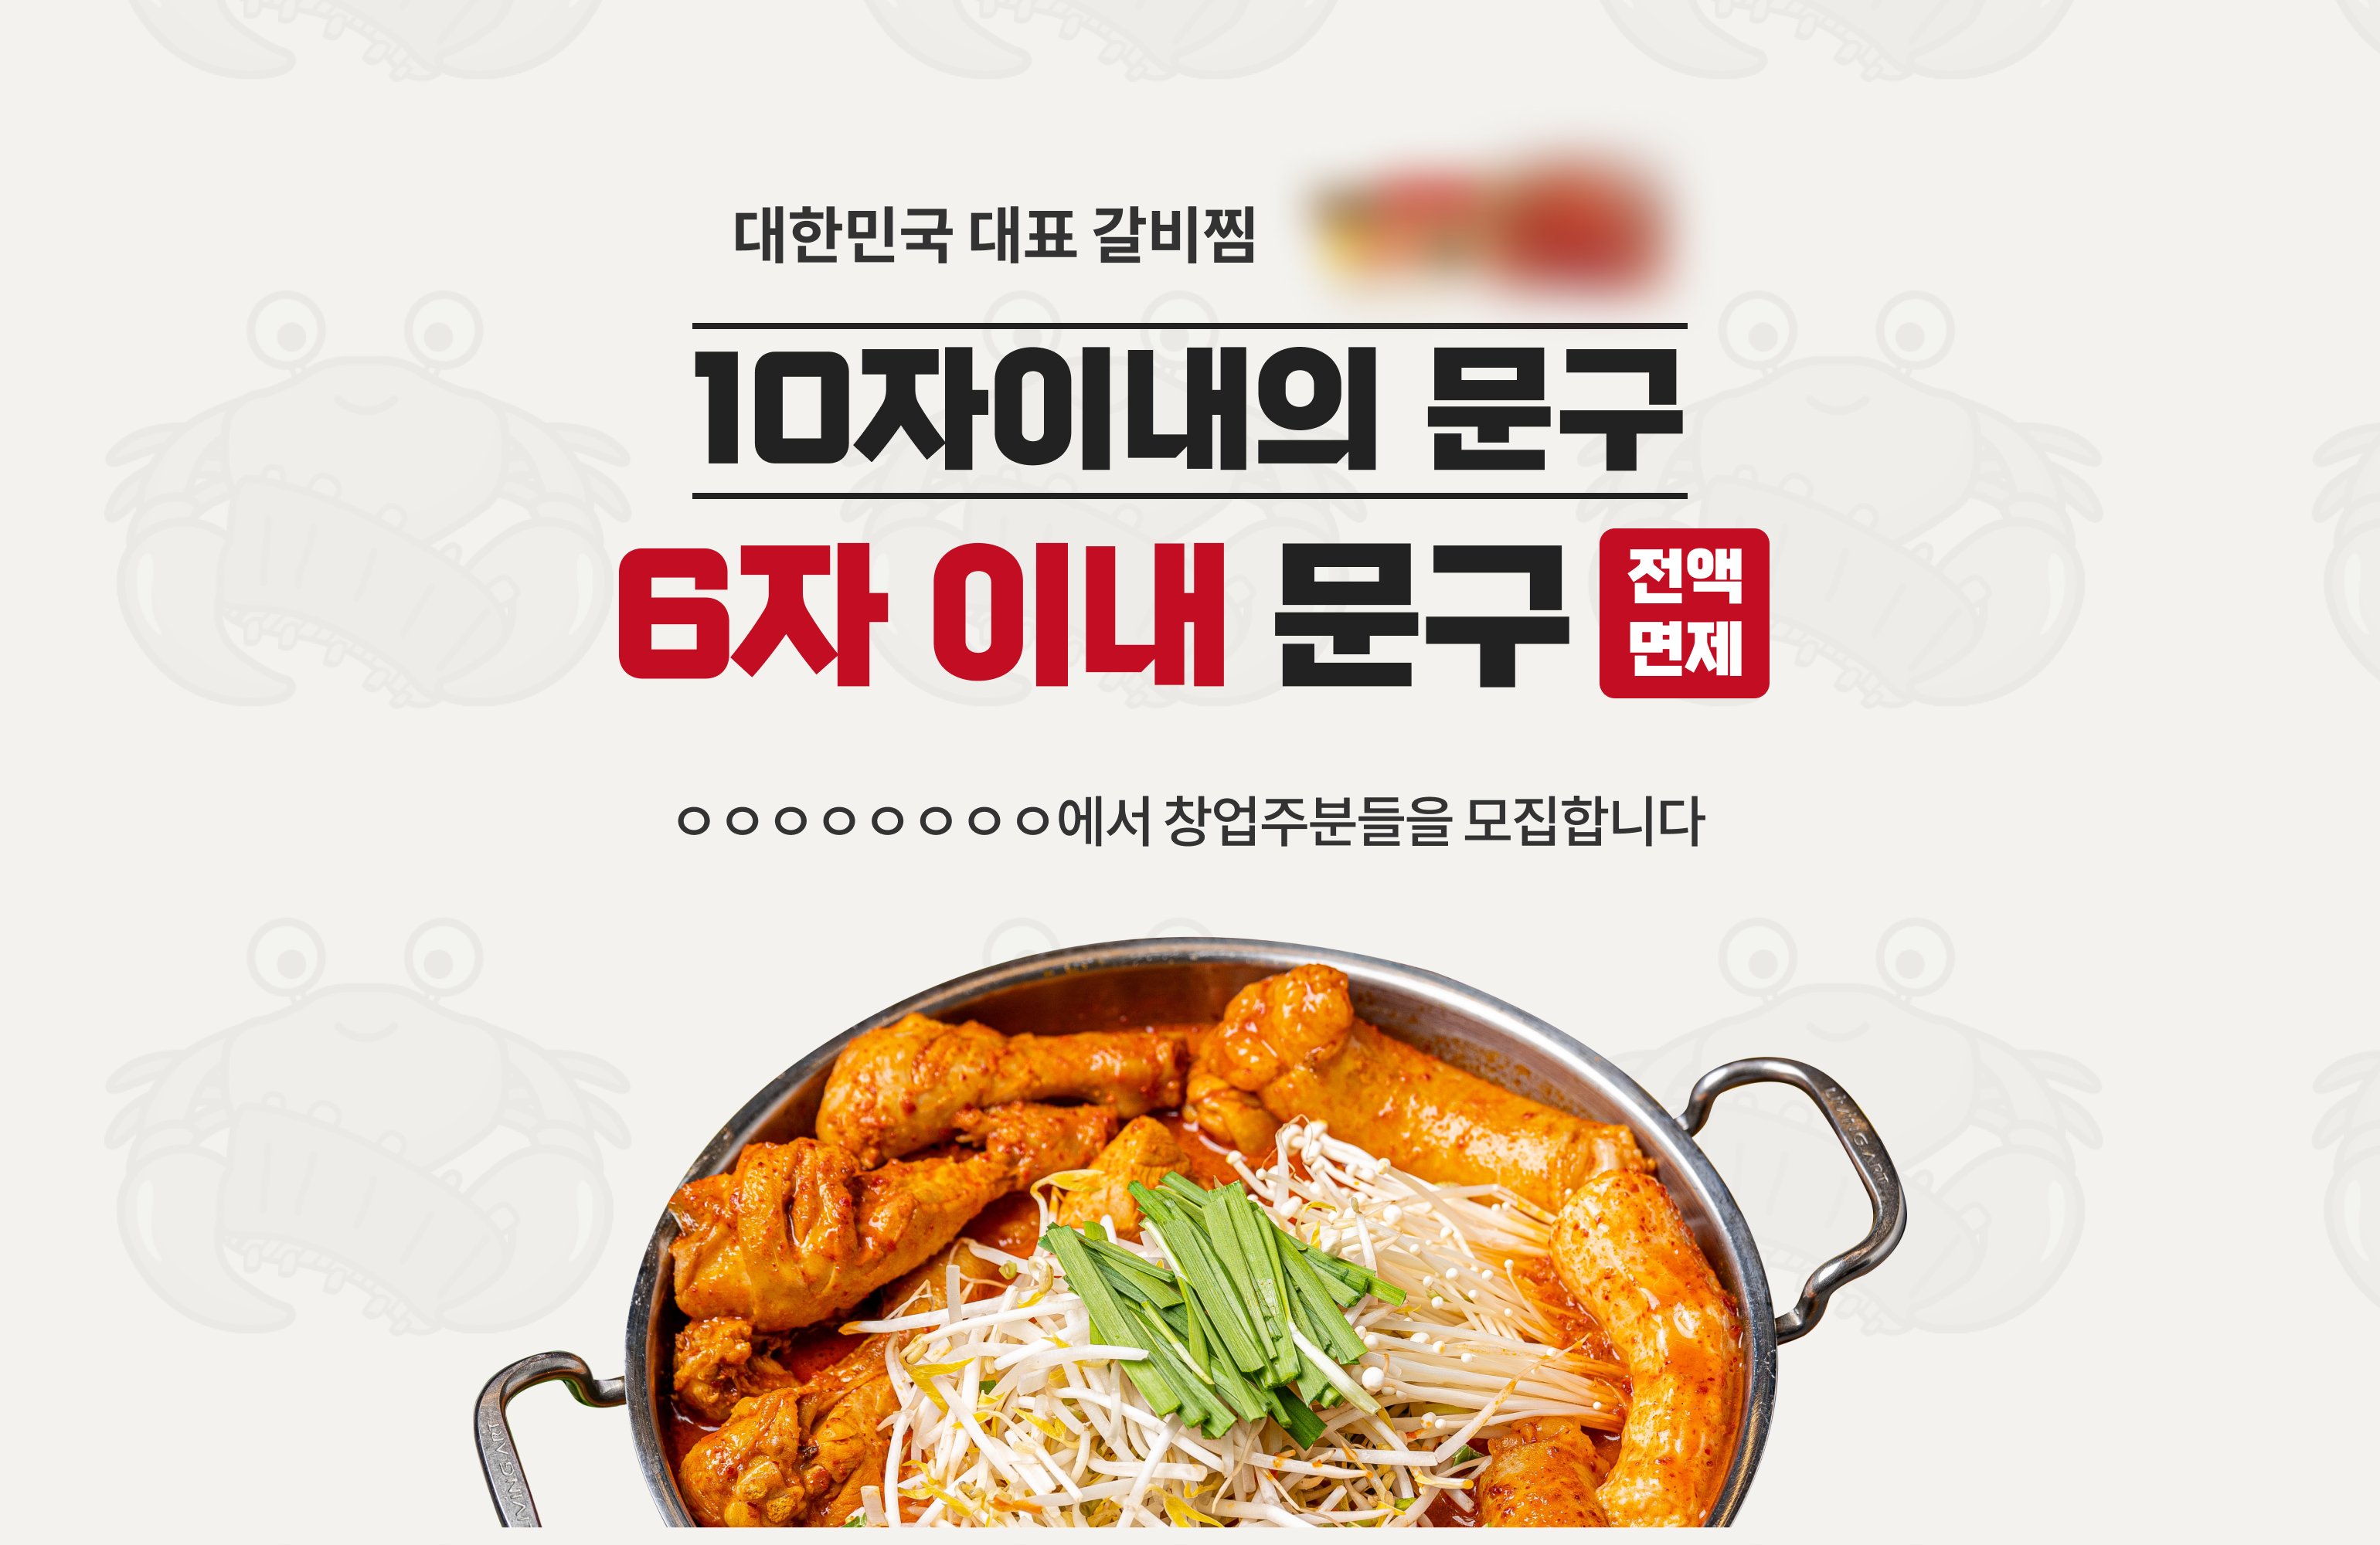 대한민국 대표 갈비찜
10자이내의 문구
6자 이내 문구 전액 면제
ㅇㅇㅇㅇㅇㅇㅇㅇ에서 창업주분들을 모집합니다